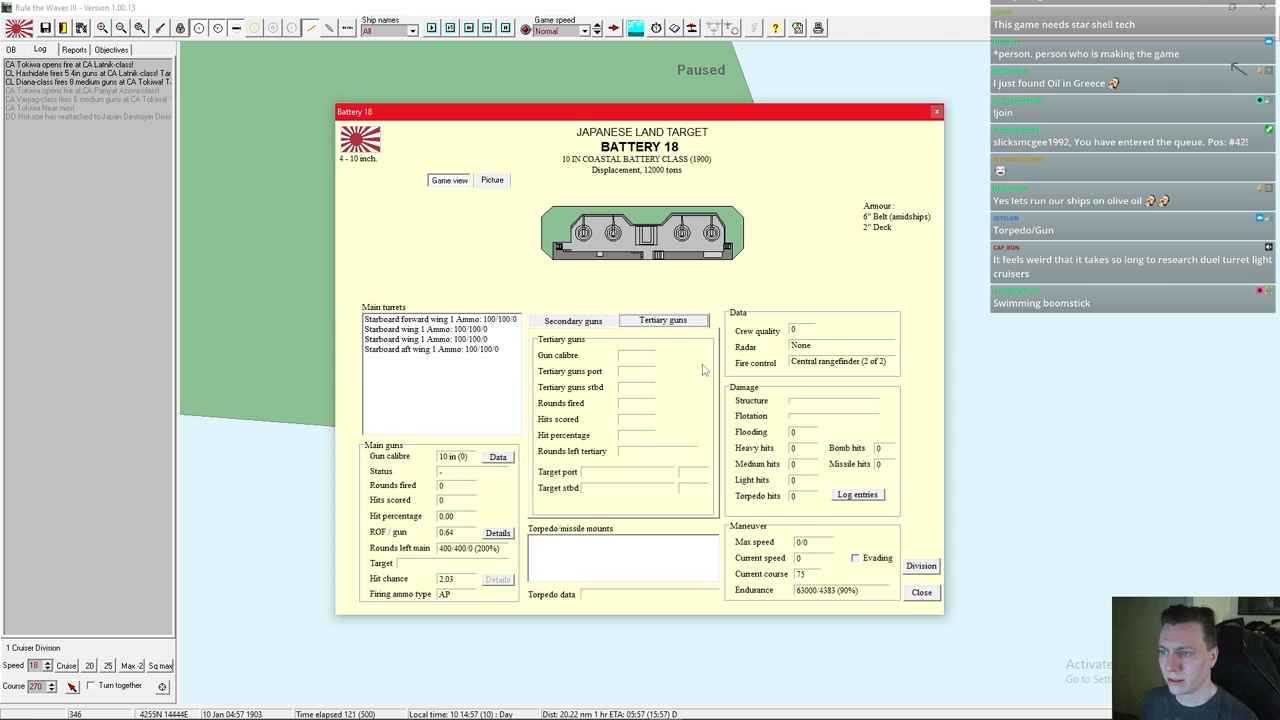 Rule the Waves III - Version 1.00.13
Ship names
All
Game speed
Normal
OB Log Reports Objectives
CA Tokiwa opens fire at CA Latnik-class!
CL Hashidate fires 5 4in guns at CA Latnik-class! Tar
CL Diana-class fires 8 medium guns at CA Tokiwa! T-
CA Tokiwa opens fire at CA Pamyat Azova-class!
CA Varyag-class fires 6 medium guns at CA Tokiwa!
CA Tokiwa Near miss!
DD Hokaze has reattached to Japan Destroyer Divis
Paused
Battery 18
4 - 10 inch.
JAPANESE LAND TARGET
BATTERY 18
10 IN COASTAL BATTERY CLASS (1900)
Displacement, 12000 tons
Game view Picture
Armour :
6" Belt (amidships)
2" Deck
Main turrets
Starboard forward wing 1 Ammo: 100/100/0
Starboard wing 1 Ammo: 100/100/0
Starboard wing 1 Ammo: 100/100/0
Starboard aft wing 1 Ammo: 100/100/0
Main guns
Gun calibre 10 in (0) Data
Status -
Rounds fired 0
Hits scored 0
Hit percentage 0.00
ROF / gun 0.64 Details
Rounds left main 400/400/0 (200%)
Target
Hit chance 2.03 Details
Firing ammo type AP
Secondary guns Tertiary guns
Tertiary guns
Gun calibre
Tertiary guns port
Tertiary guns stbd
Rounds fired
Hits scored
Hit percentage
Rounds left tertiary
Target port
Target stbd
Torpedo/missile mounts
Torpedo data
Data
Crew quality 0
Radar None
Fire control Central rangefinder (2 of 2)
Damage
Structure
Flotation
Flooding 0
Heavy hits 0 Bomb hits 0
Medium hits 0 Missile hits 0
Light hits 0
Torpedo hits 0 Log entries
Maneuver
Max speed 0/0
Current speed 0 Evading
Current course 75
Endurance 63000/4383 (90%)
Division
Close
This game needs star shell tech
*person. person who is making the game
I just found Oil in Greece
!join
slicksmcgee1992, You have entered the queue. Pos: #42!
Yes lets run our ships on olive oil
Torpedo/Gun
CAP_BON
It feels weird that it takes so long to research duel turret light
cruisers
Swimming boomstick
1 Cruiser Division
Speed 18 Cruise 20 25 Max -2 Sq max
Course 270 Turn together
Activate
Go to Sett
346 4255N 14444E 10 Jan 04:57 1903 Time elapsed 121 (500) Local time: 10 14:57 (10) : Day Dist: 20.22 nm 1 hr ETA: 05:57 (15:57) D